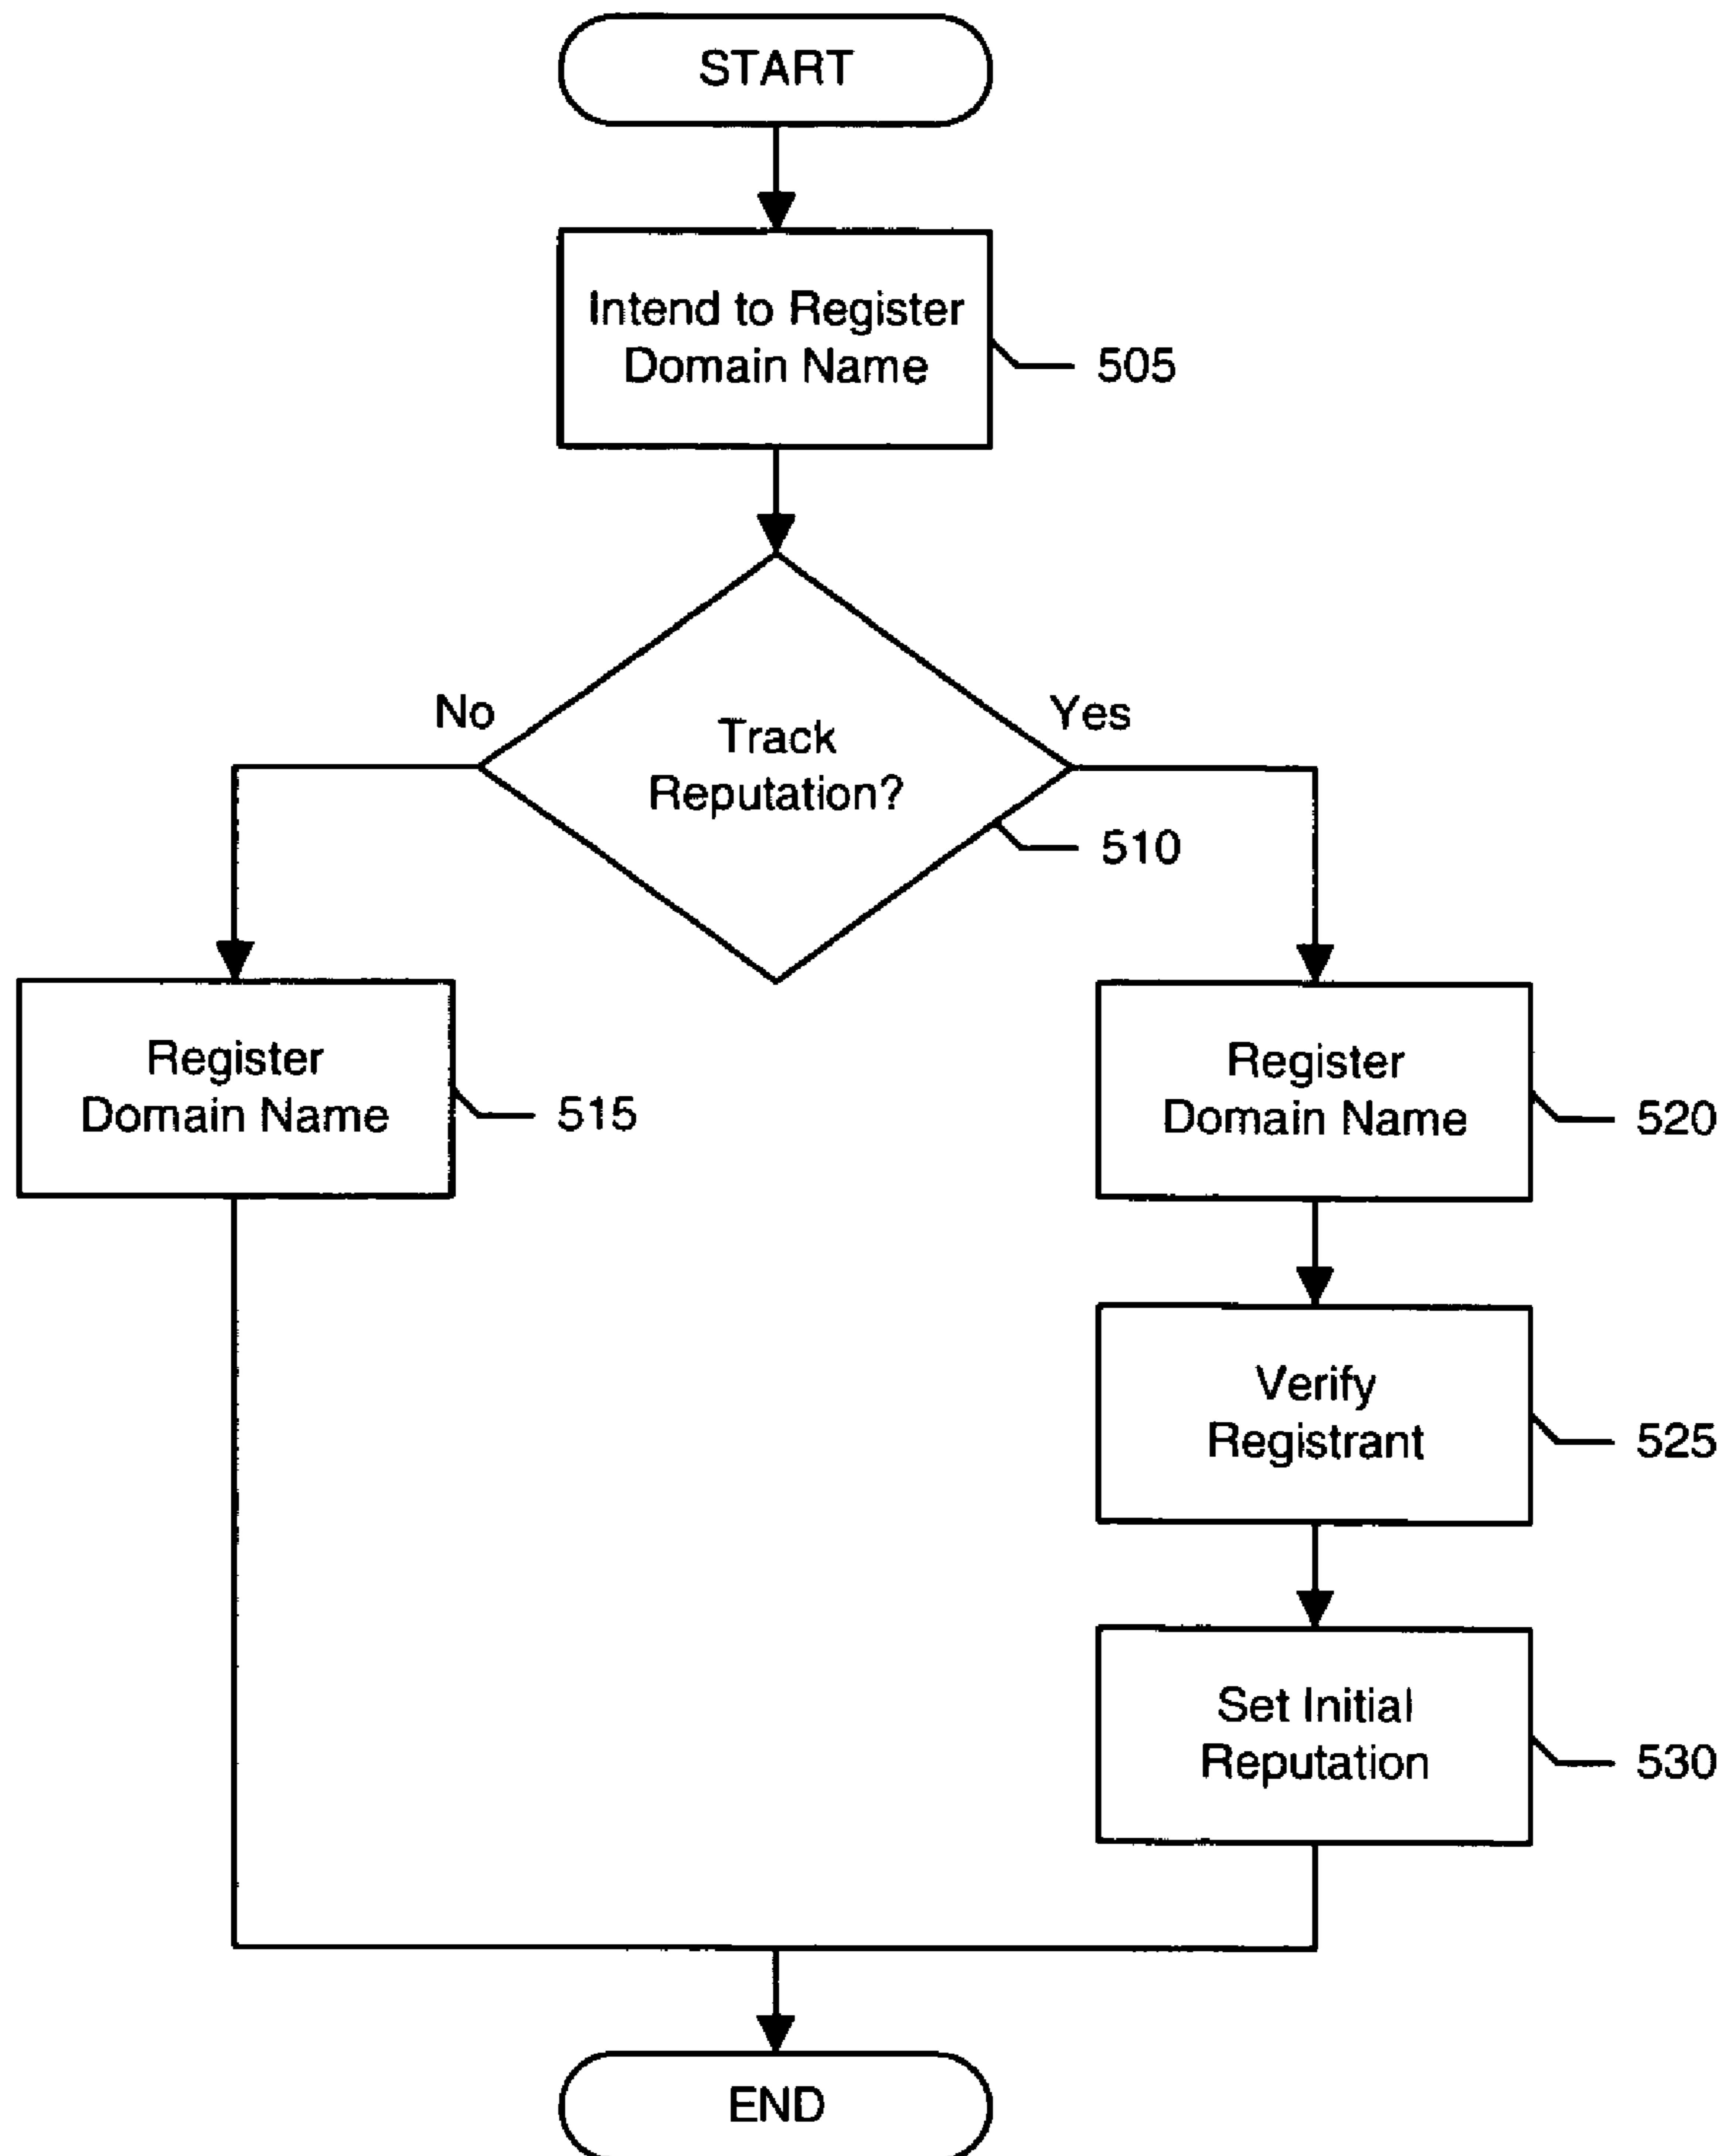 START
Intend to Register
Domain Name
505
No
Yes
Track
Reputation?
510
Register
Domain Name
515
Register
Domain Name
520
Verify
Registrant
525
Set Initial
Reputation
530
END